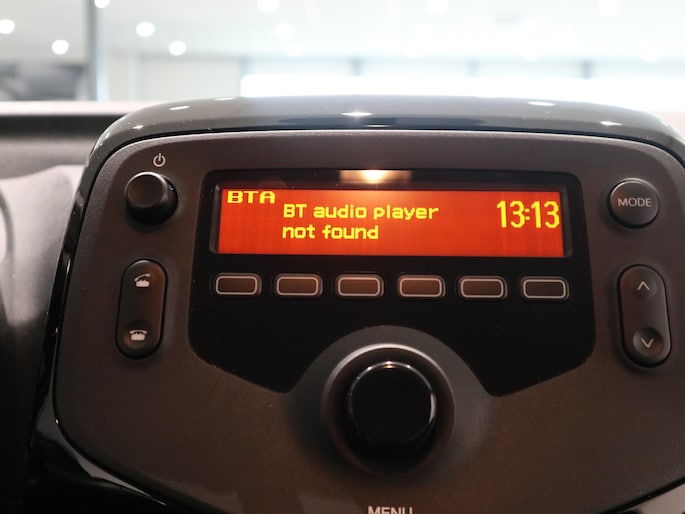 BTA
BT audio player
not found
13:13
MODE
MENU